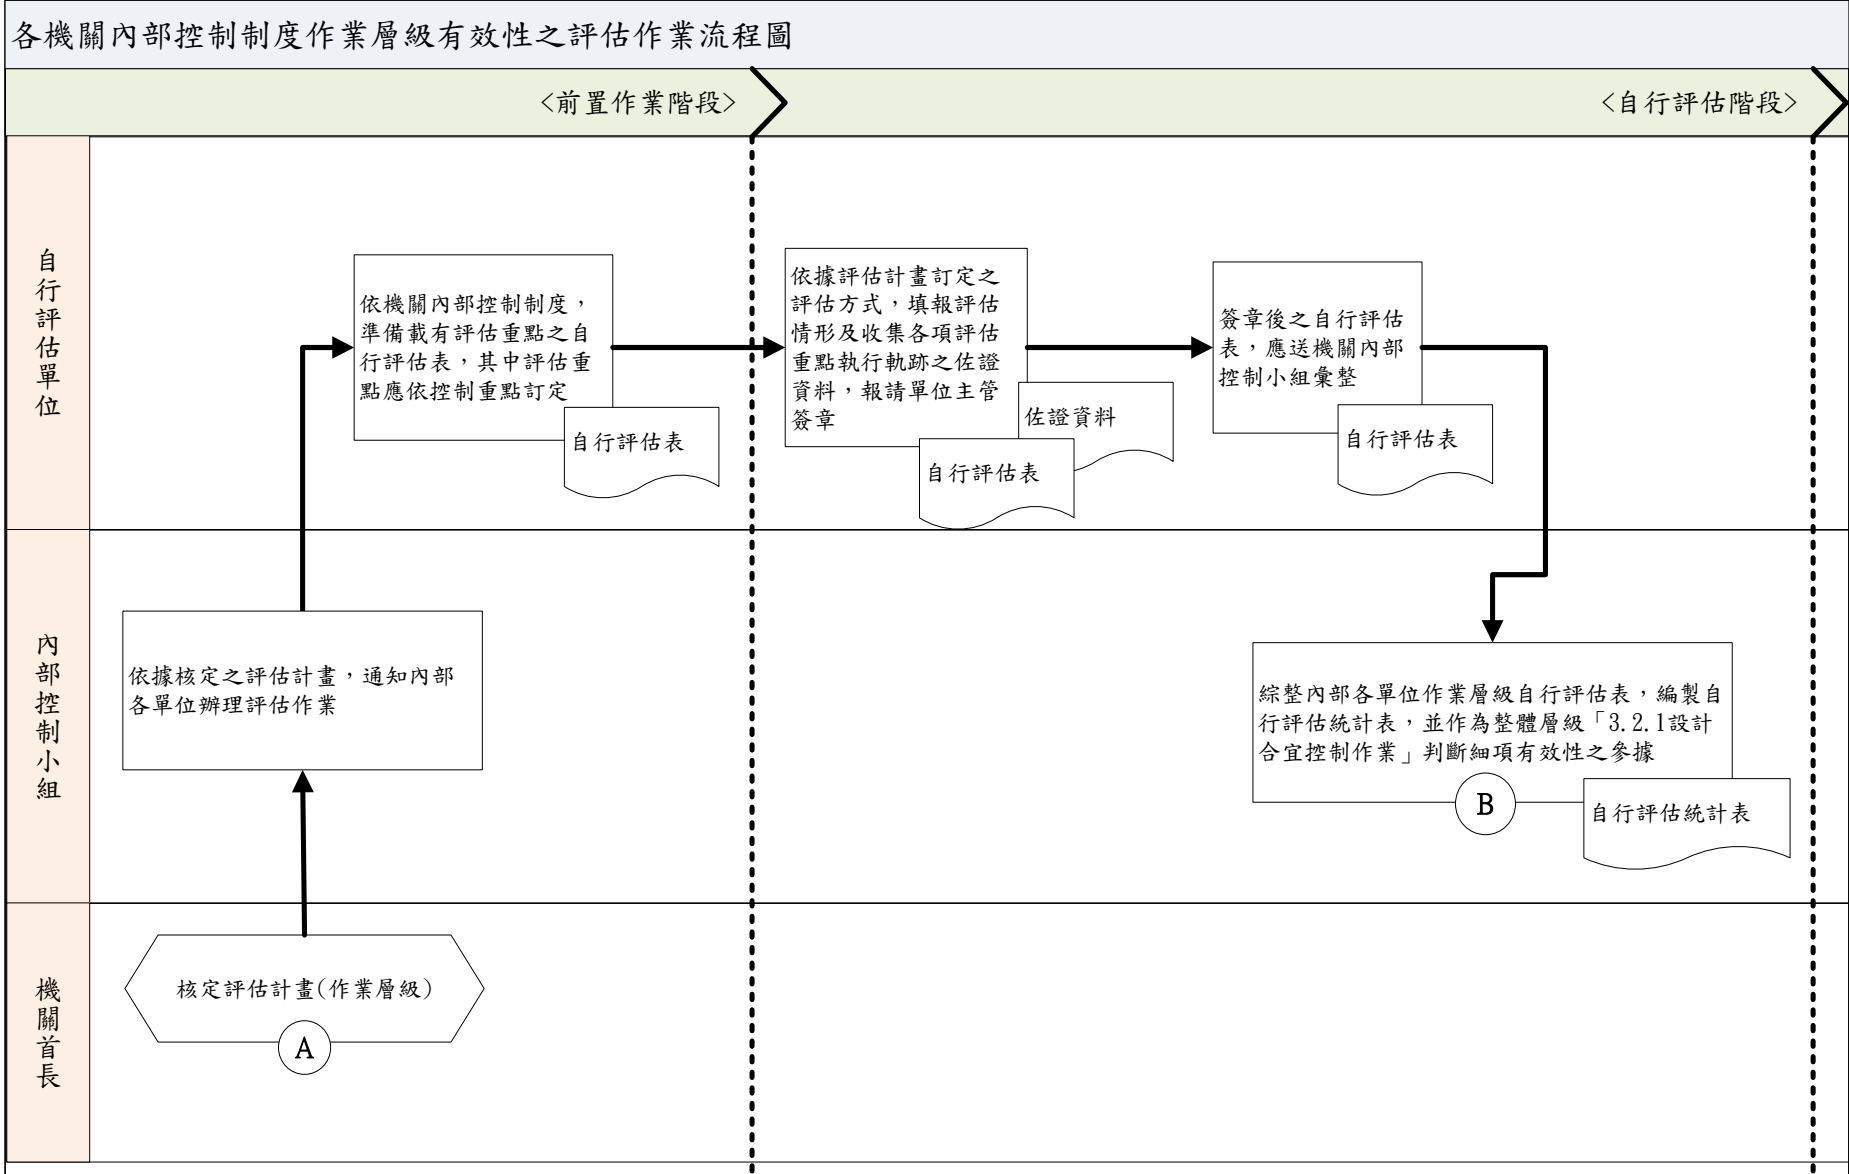 各機關內部控制制度作業層級有效性之評估作業流程圖
<前置作業階段>
<自行評估階段>
自行評估單位
依機關內部控制制度，
準備載有評估重點之自
行評估表，其中評估重
點應依控制重點訂定
自行評估表
依據評估計畫訂定之
評估方式，填報評估
情形及收集各項評估
重點執行軌跡之佐證
資料，報請單位主管
簽章
佐證資料
自行評估表
簽章後之自行評估
表，應送機關內部
控制小組彙整
自行評估表
內部控制小組
依據核定之評估計畫，通知內部
各單位辦理評估作業
綜整內部各單位作業層級自行評估表，編製自
行評估統計表，並作為整體層級「3.2.1設計
合宜控制作業」判斷細項有效性之參據
B
自行評估統計表
機關首長
核定評估計畫(作業層級)
A